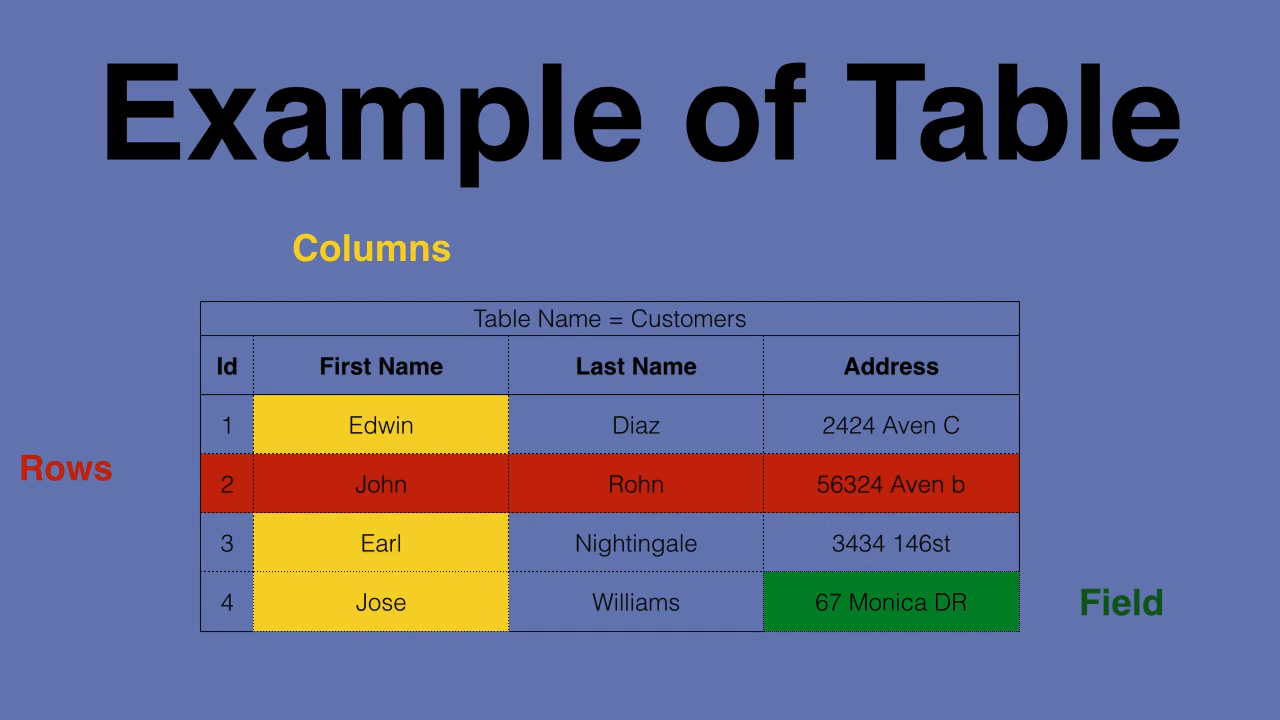 Example of Table
Columns
Table Name = Customers
Id First Name Last Name Address
1 Edwin Diaz 2424 Aven C
Rows
2 John Rohn 56324 Aven b
3 Earl Nightingale 3434 146st
4 Jose Williams 67 Monica DR
Field